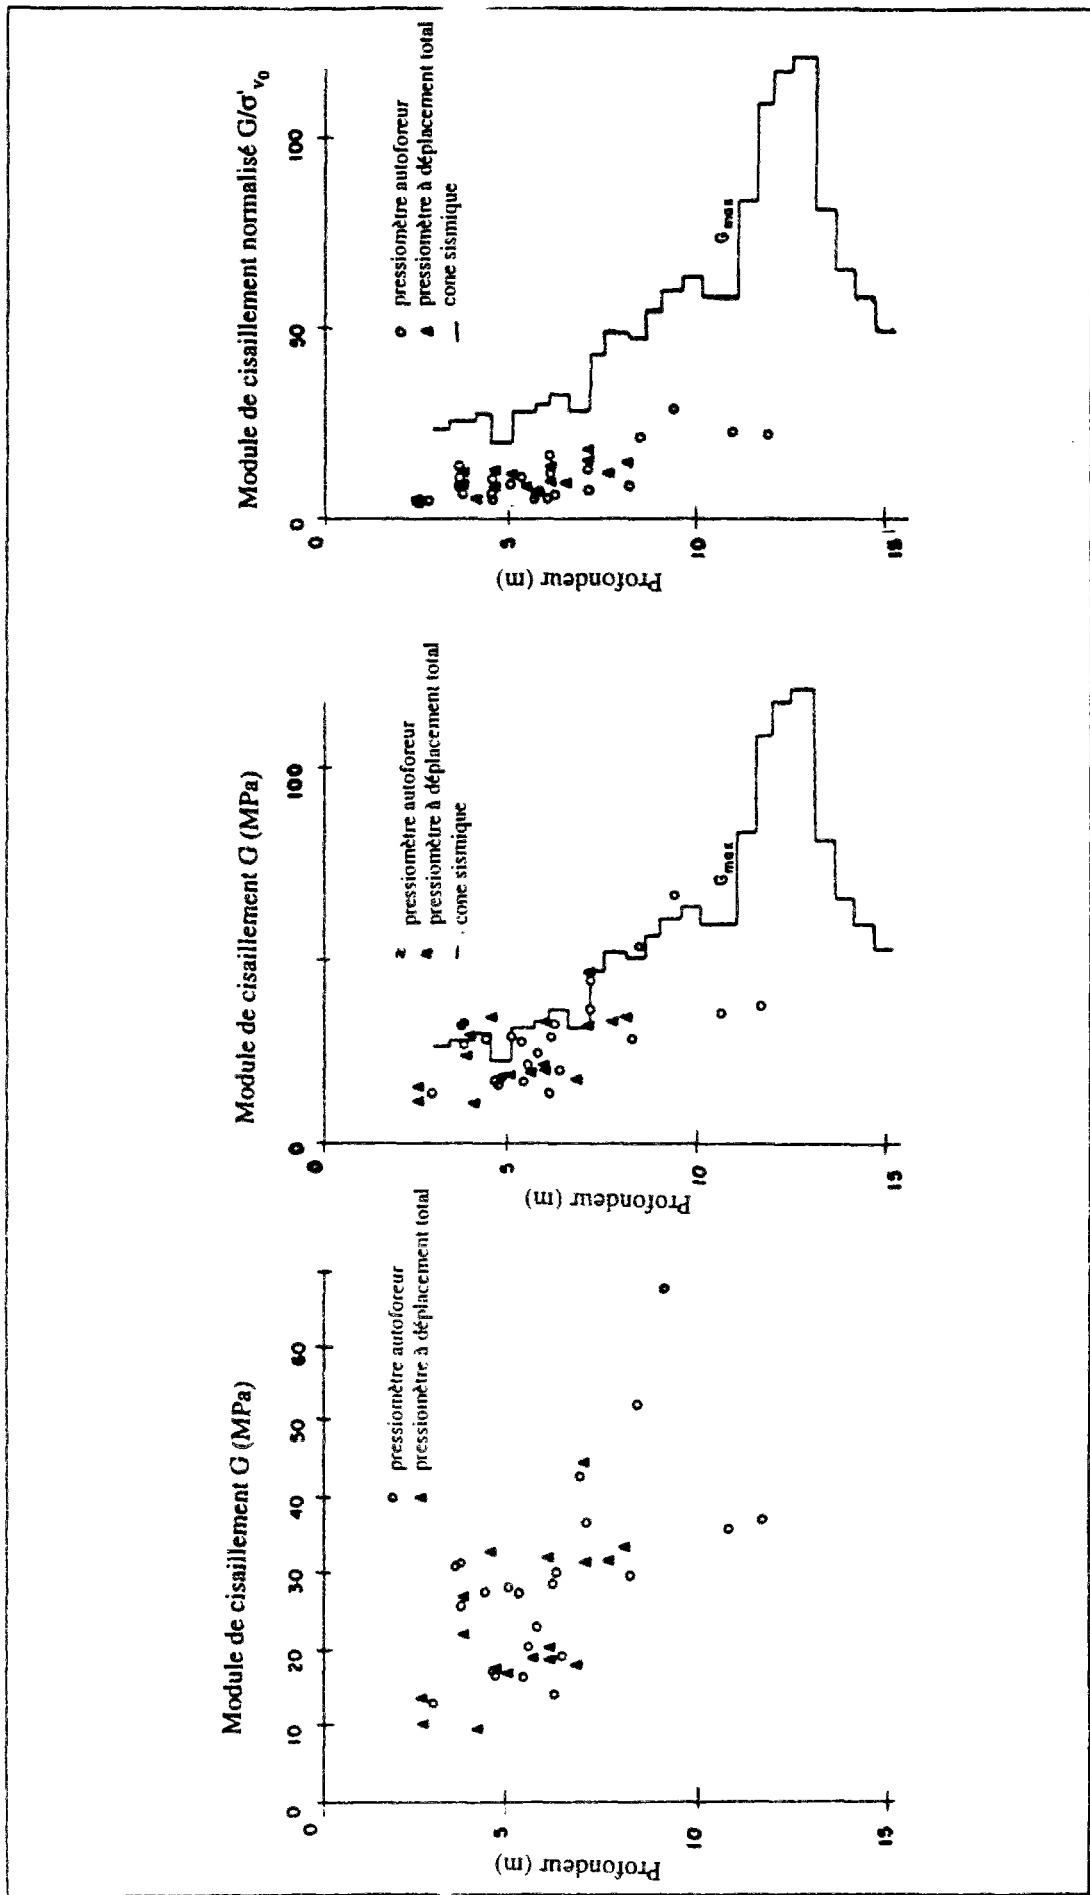 Module de cisaillement G (MPa)
0
10
20
30
40
50
60
0
5
10
15
Profondeur (m)
o pressiomètre autoforeur
▲ pressiomètre à déplacement total
Module de cisaillement G (MPa)
0
100
0
5
10
15
Profondeur (m)
pressiomètre autoforeur
▲ pressiomètre à déplacement total
— . cone sismique
G max
Module de cisaillement normalisé G/σ'v0
0
50
100
0
5
10
15
Profondeur (m)
o pressiomètre autoforeur
▲ pressiomètre à déplacement total
— cone sismique
G max